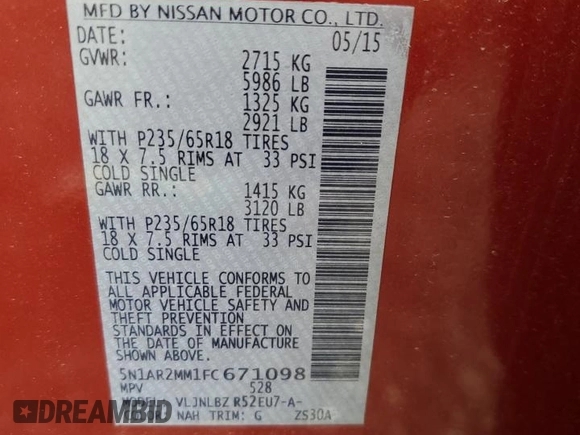 MFD BY NISSAN MOTOR CO., LTD.
DATE: 05/15
GVWR: 2715 KG
5986 LB
GAWR FR.: 1325 KG
2921 LB
WITH P235/65R18 TIRES
18 X 7.5 RIMS AT 33 PSI
COLD SINGLE
GAWR RR.: 1415 KG
3120 LB
WITH P235/65R18 TIRES
18 X 7.5 RIMS AT 33 PSI
COLD SINGLE
THIS VEHICLE CONFORMS TO
ALL APPLICABLE FEDERAL
MOTOR VEHICLE SAFETY AND
THEFT PREVENTION
STANDARDS IN EFFECT ON
THE DATE OF MANUFACTURE
SHOWN ABOVE.
5N1AR2MM1FC671098
MPV 528
MODEL: VLJNLBZ R52EU7-A-
COLOR: NAH TRIM: G ZS30A
RideSafely.com